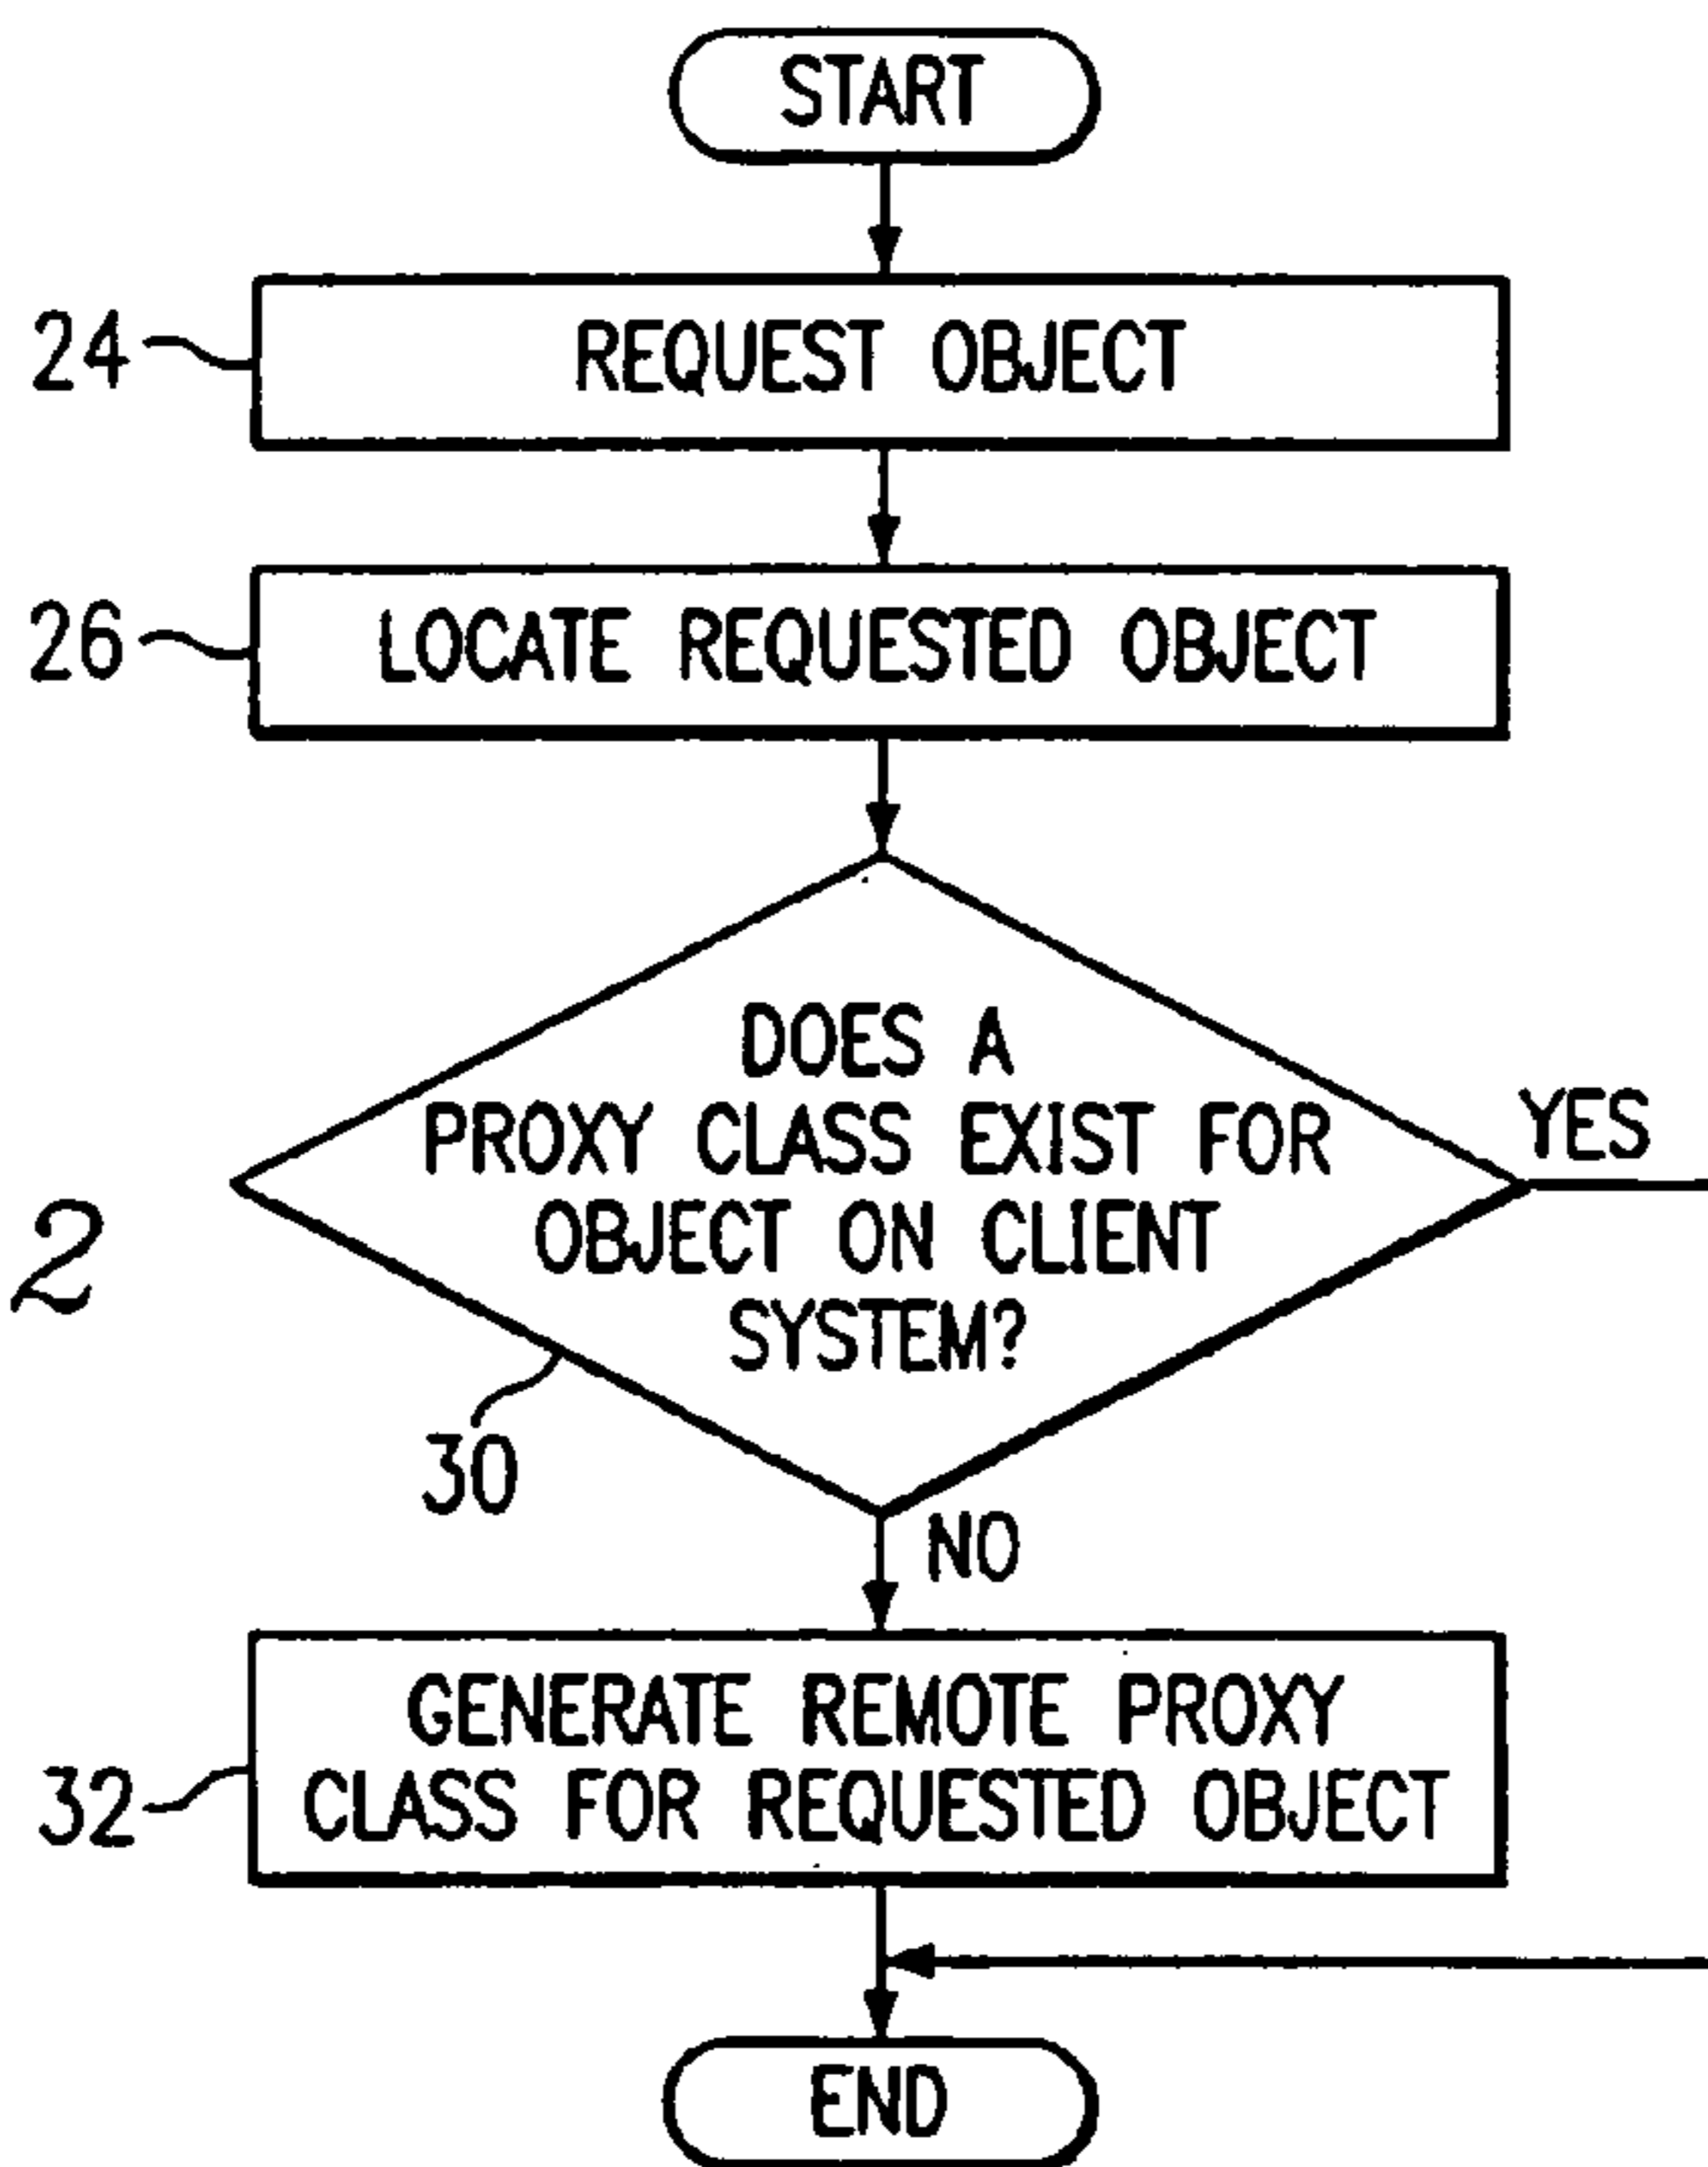 START
24
REQUEST OBJECT
26
LOCATE REQUESTED OBJECT
DOES A
PROXY CLASS EXIST FOR
OBJECT ON CLIENT
SYSTEM?
YES
2
30
NO
GENERATE REMOTE PROXY
CLASS FOR REQUESTED OBJECT
32
END